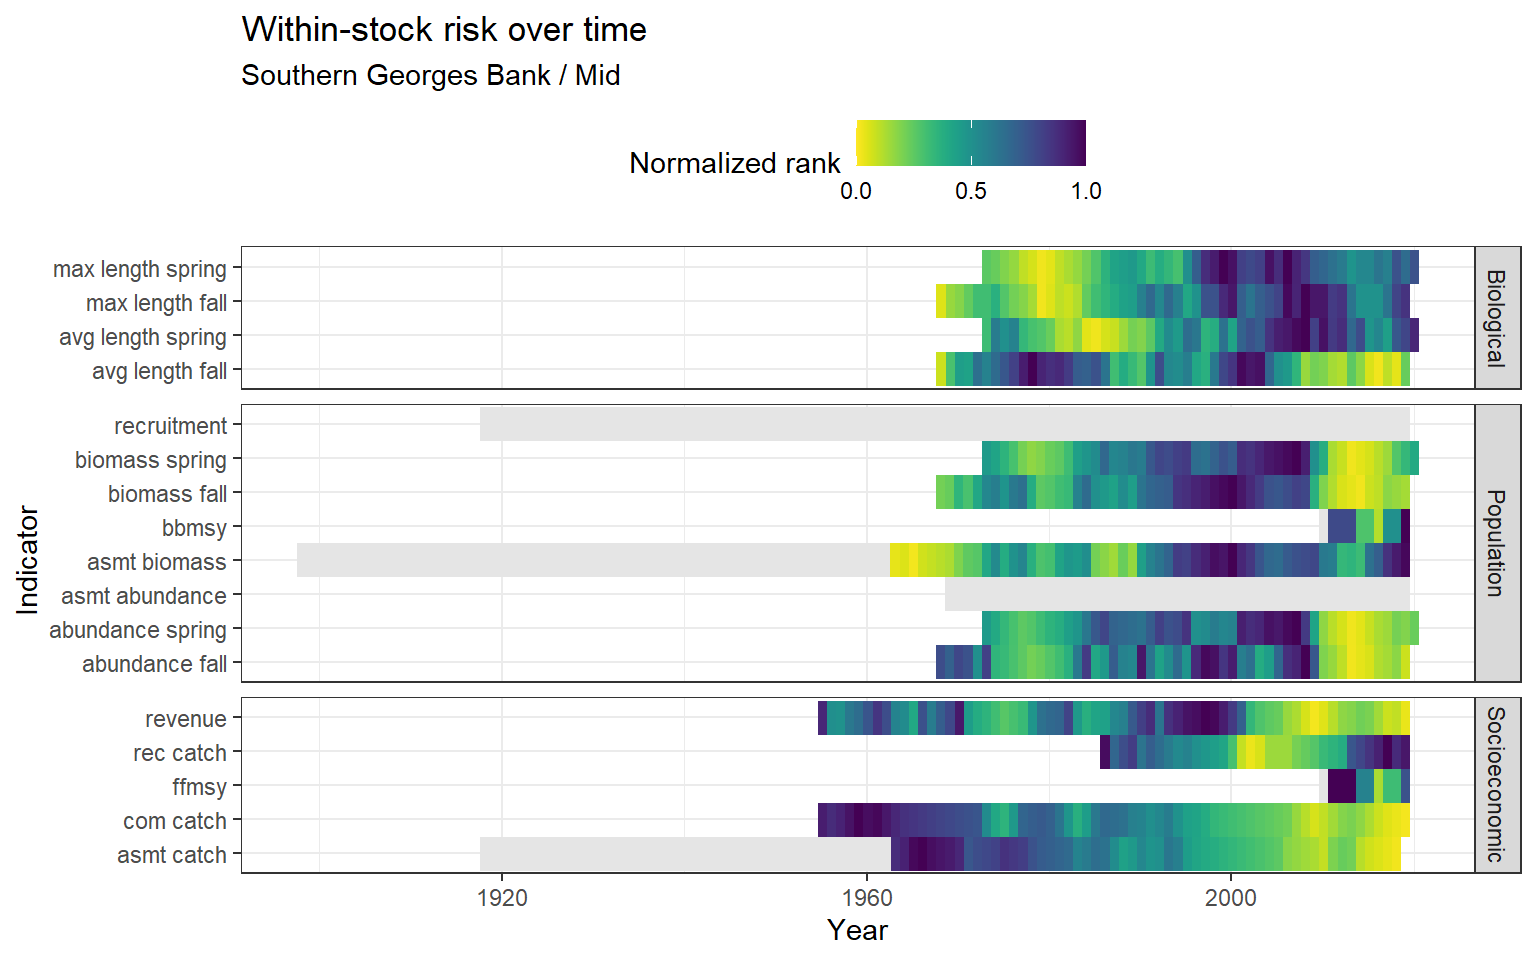 Within-stock risk over time
Southern Georges Bank / Mid
Normalized rank
0.0 0.5 1.0
max length spring
max length fall
avg length spring
avg length fall
Biological
recruitment
biomass spring
biomass fall
bbmsy
asmt biomass
asmt abundance
abundance spring
abundance fall
Population
revenue
rec catch
ffmsy
com catch
asmt catch
Socioeconomic
Indicator
1920 1960 2000
Year